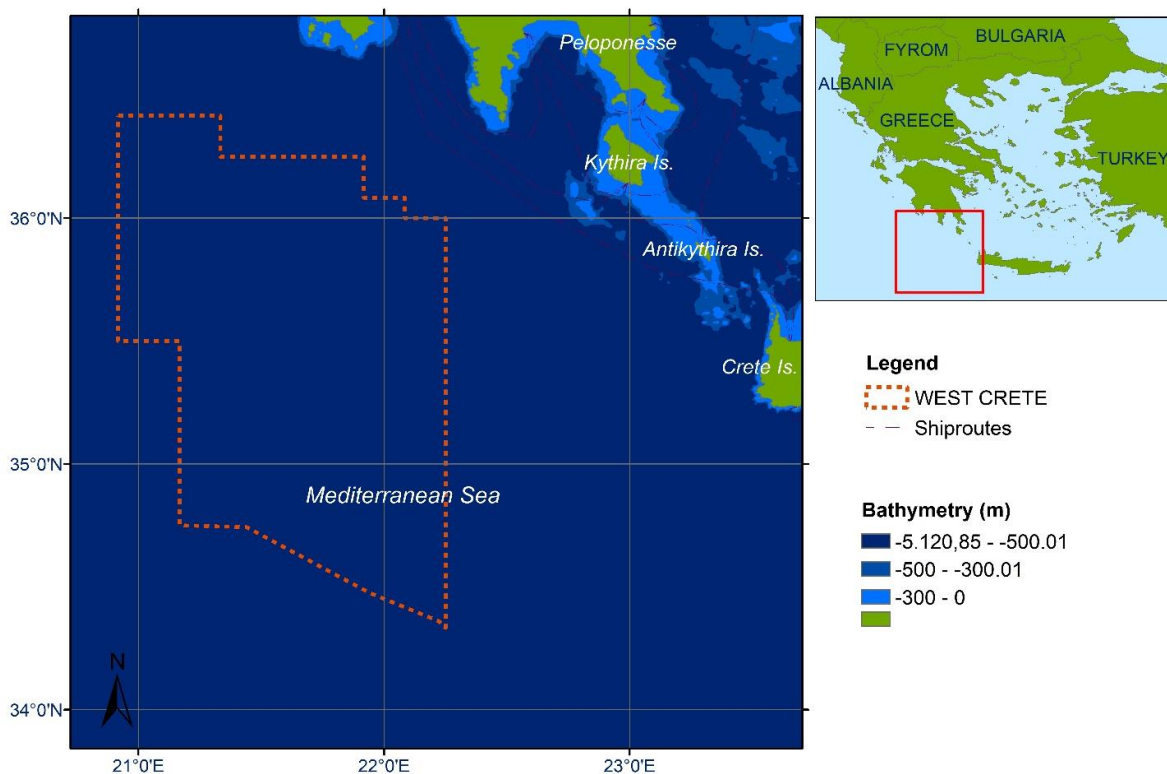 Peloponesse
Kythira Is.
Antikythira Is.
Crete Is.
Mediterranean Sea
36°0'N
35°0'N
34°0'N
N
21°0'E
22°0'E
23°0'E
BULGARIA
FYROM
ALBANIA
GREECE
TURKEY
Legend
WEST CRETE
Shiproutes
Bathymetry (m)
-5.120,85 - -500.01
-500 - -300.01
-300 - 0